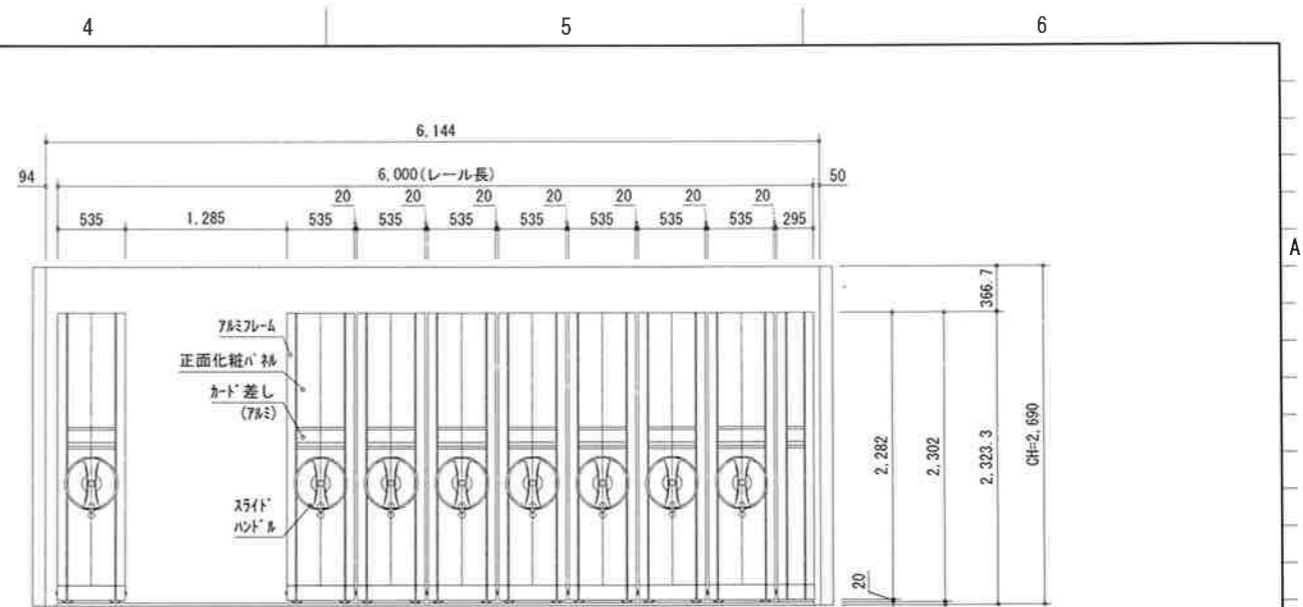 4 5 6
6,144
94 6,000(レール長) 50
20 20 20 20 20 20 20
535 1,285 535 535 535 535 535 535 535 295
A
366.7
アルミフレーム
正面化粧パネル
カード差し
(アルミ)
2,282
2,302
2,323.3
CH=2,690
スライド
ハンドル
20